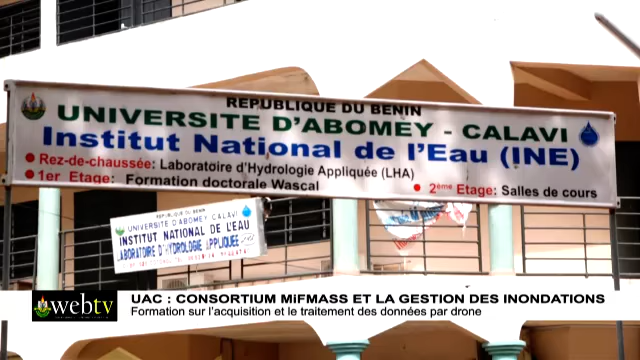 REPUBLIQUE DU BENIN
UNIVERSITE D'ABOMEY - CALAVI
Institut National de l'Eau (INE)
Rez-de-chaussée: Laboratoire d'Hydrologie Appliquée (LHA)
1er Etage: Formation doctorale Wascal
2ème Etage: Salles de cours
REPUBLIQUE DU BENIN
UNIVERSITE D'ABOMEY CALAVI
INSTITUT NATIONAL DE L'EAU
LABORATOIRE D'HYDROLOGIE APPLIQUEE
webtv
UAC : CONSORTIUM MiFMASS ET LA GESTION DES INONDATIONS
Formation sur l'acquisition et le traitement des données par drone